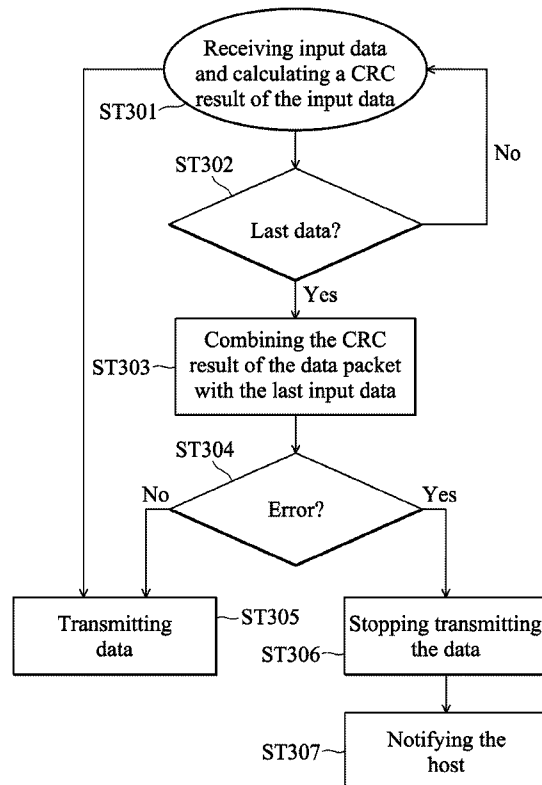 Receiving input data
and calculating a CRC
result of the input data
ST301
No
ST302
Last data?
Yes
Combining the CRC
result of the data packet
with the last input data
ST303
ST304
No
Yes
Error?
Transmitting
data
ST305
Stopping transmitting
the data
ST306
Notifying the
host
ST307